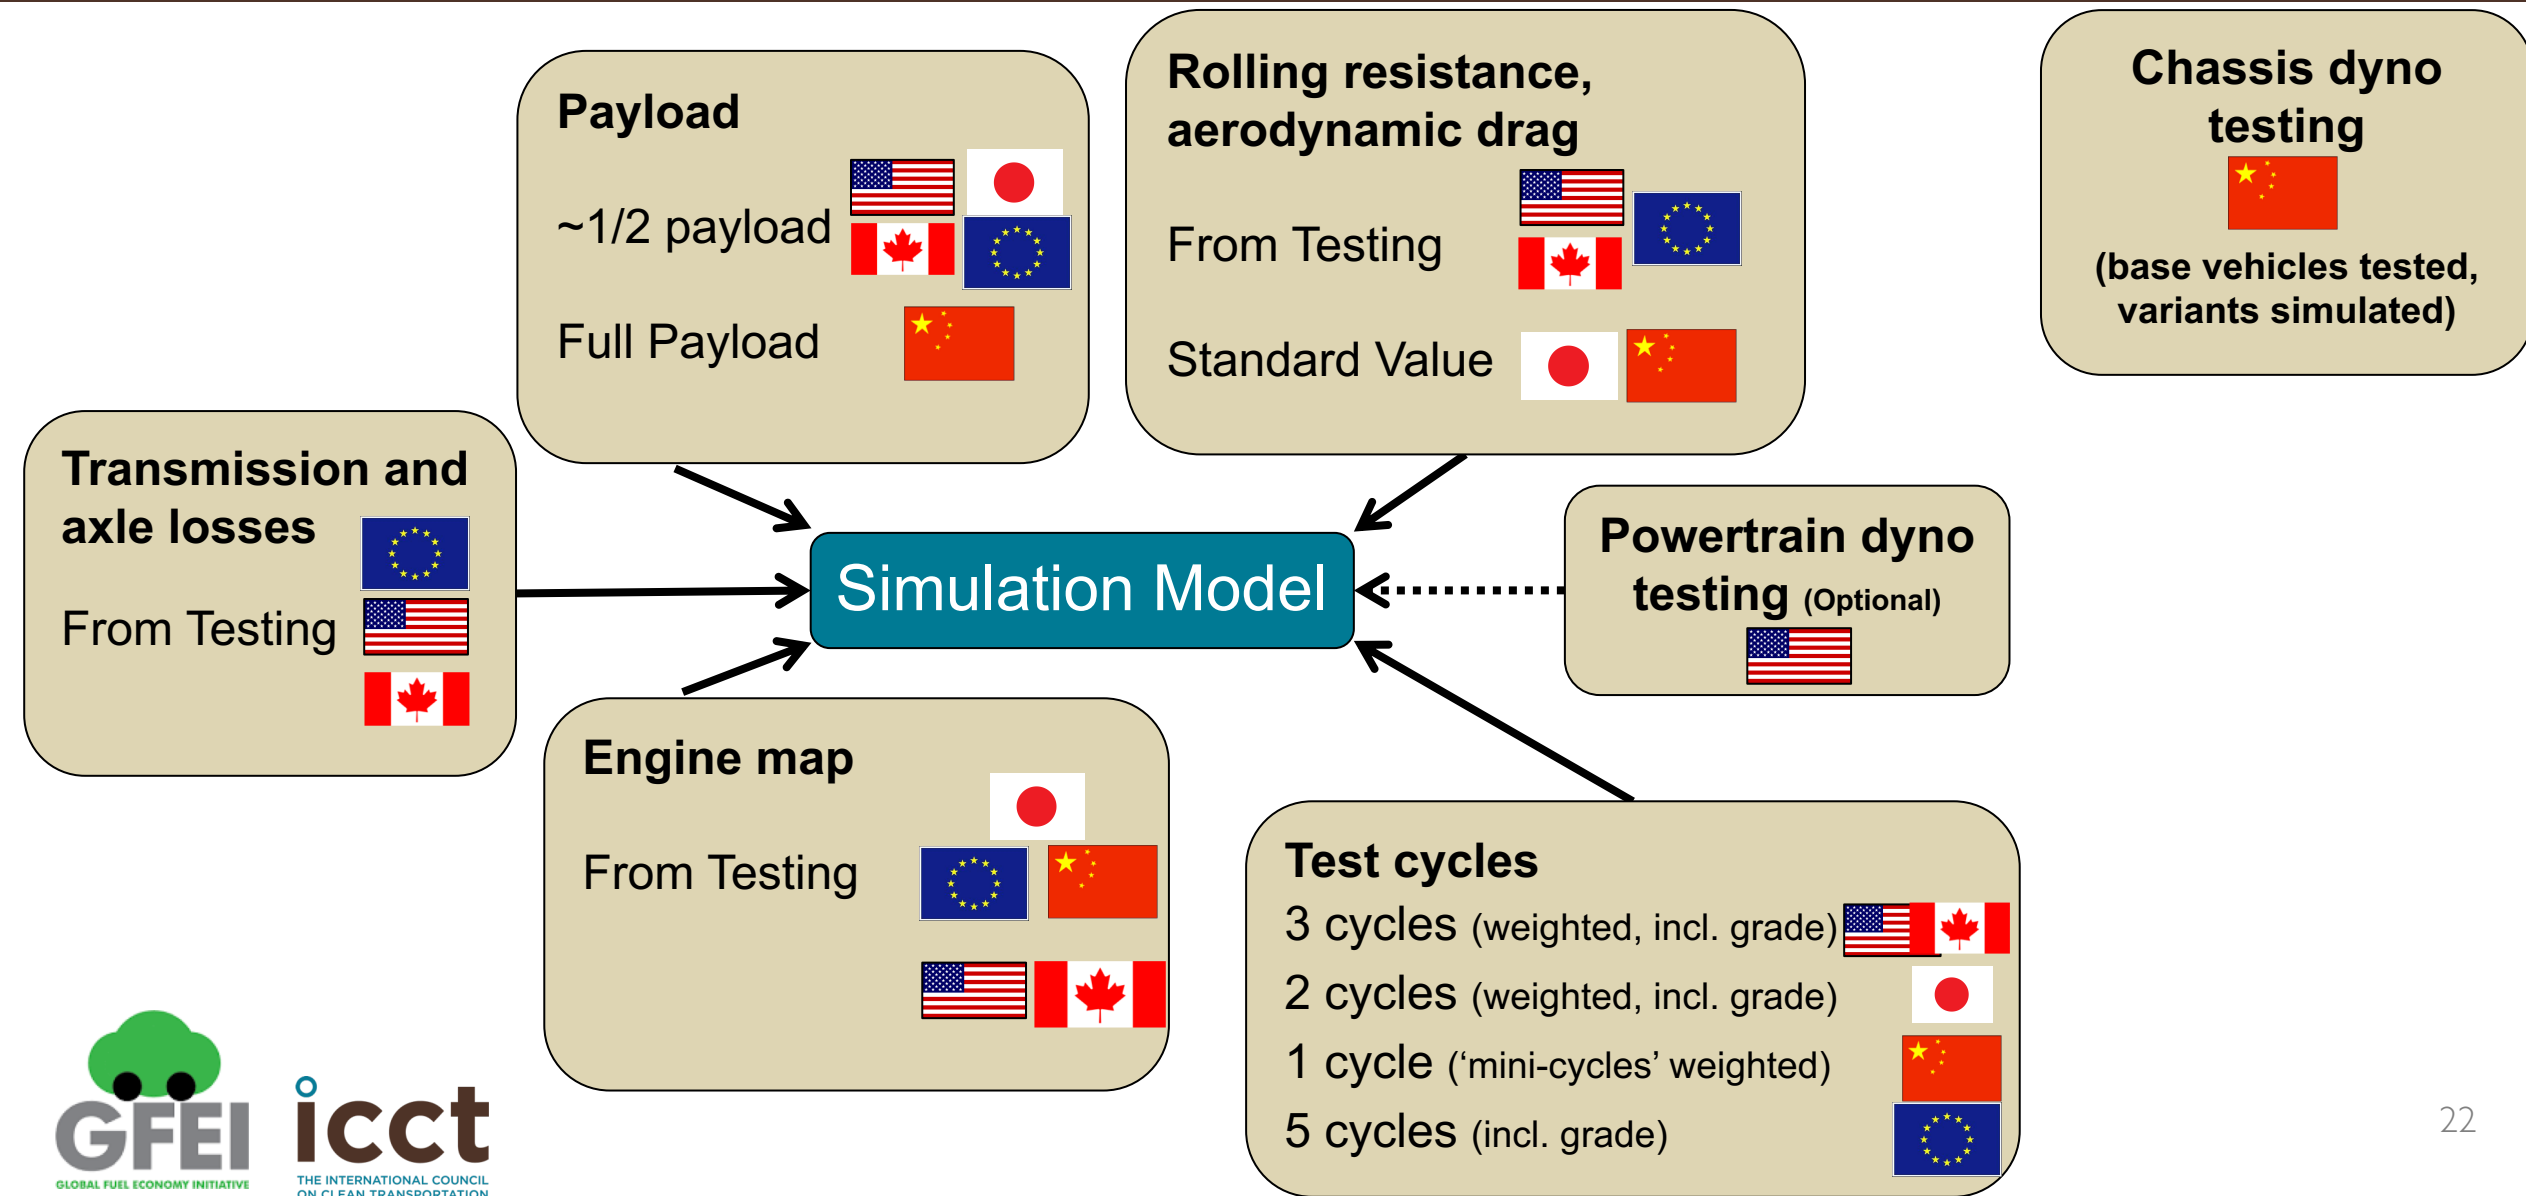 Payload
~1/2 payload
Full Payload
Rolling resistance,
aerodynamic drag
From Testing
Standard Value
Chassis dyno
testing
(base vehicles tested,
variants simulated)
Transmission and
axle losses
From Testing
Simulation Model
Powertrain dyno
testing (Optional)
Engine map
From Testing
Test cycles
3 cycles (weighted, incl. grade)
2 cycles (weighted, incl. grade)
1 cycle (‘mini-cycles’ weighted)
5 cycles (incl. grade)
GFEI
GLOBAL FUEL ECONOMY INITIATIVE
icct
THE INTERNATIONAL COUNCIL
ON CLEAN TRANSPORTATION
22